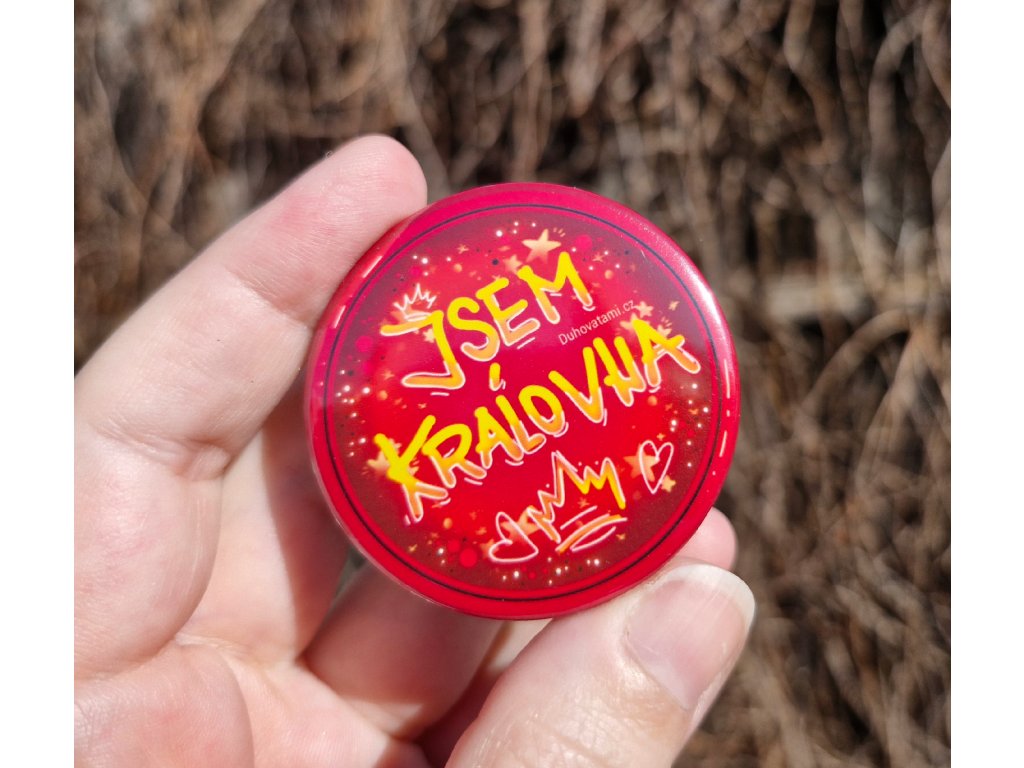 JSEM
Duhovatami.cz
KRÁLOVNA